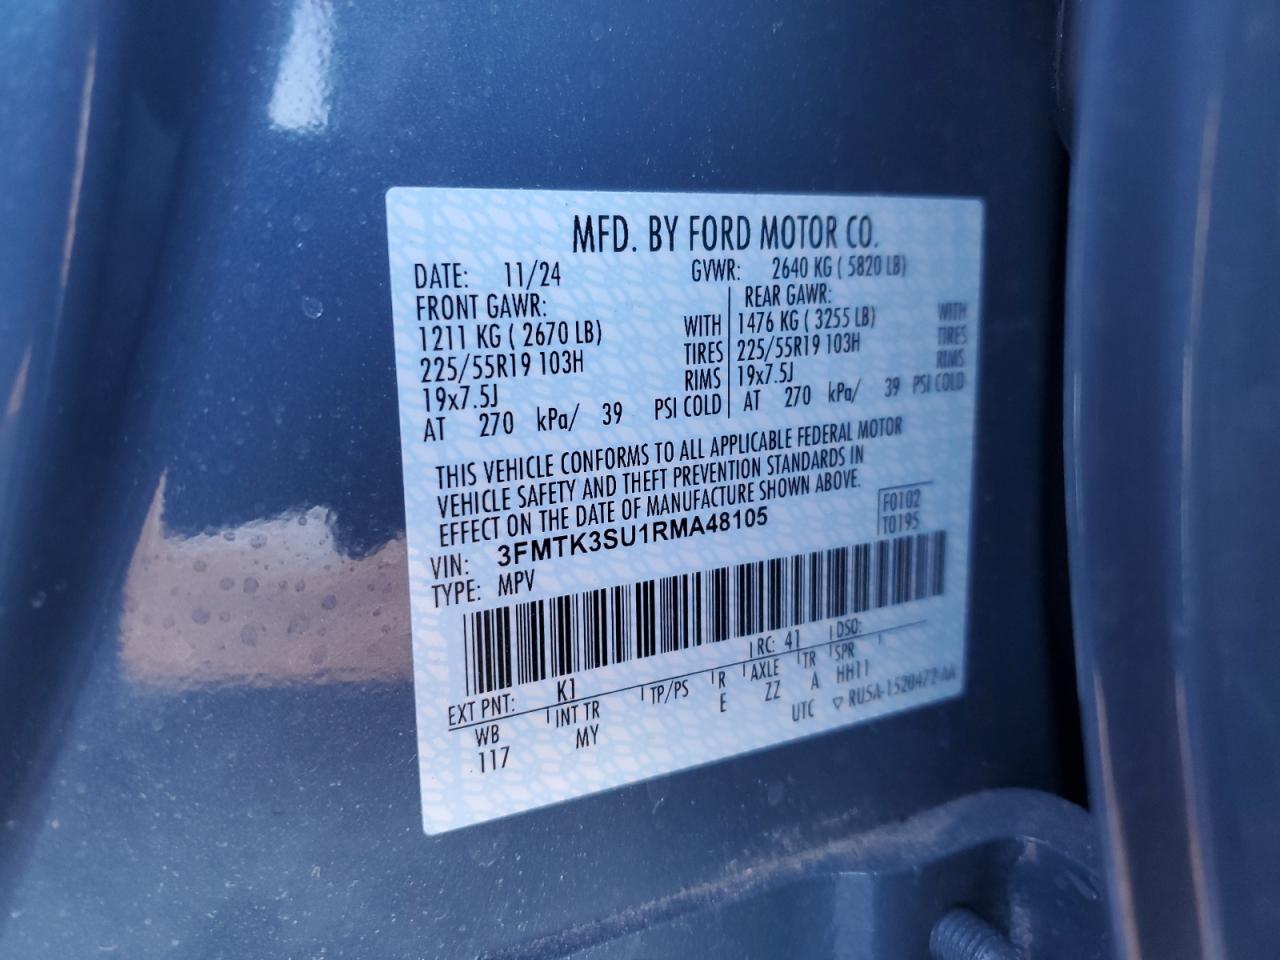 MFD. BY FORD MOTOR CO.
DATE: 11/24 GVWR: 2640 KG ( 5820 LB)
FRONT GAWR: REAR GAWR:
1211 KG ( 2670 LB) WITH 1476 KG ( 3255 LB) WITH
225/55R19 103H TIRES 225/55R19 103H TIRES
19x7.5J RIMS 19x7.5J RIMS
AT 270 kPa/ 39 PSI COLD AT 270 kPa/ 39 PSI COLD
THIS VEHICLE CONFORMS TO ALL APPLICABLE FEDERAL MOTOR
VEHICLE SAFETY AND THEFT PREVENTION STANDARDS IN
EFFECT ON THE DATE OF MANUFACTURE SHOWN ABOVE.
F0102
T0195
VIN: 3FMTK3SU1RMA48105
TYPE: MPV
EXT PNT: K1 RC: 41 DSO:
WB INT TR TP/PS R AXLE TR SPR
117 MY E ZZ A HH11
UTC ▽ RU5A-1520472-AA